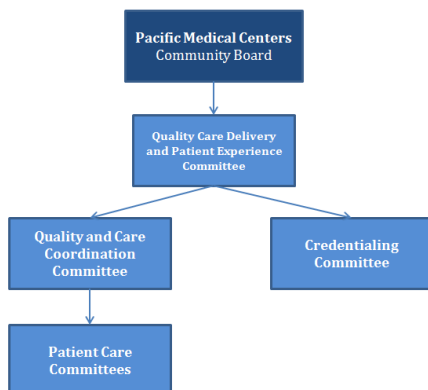 Pacific Medical Centers
Community Board
Quality Care Delivery
and Patient Experience
Committee
Quality and Care
Coordination
Committee
Credentialing
Committee
Patient Care
Committees